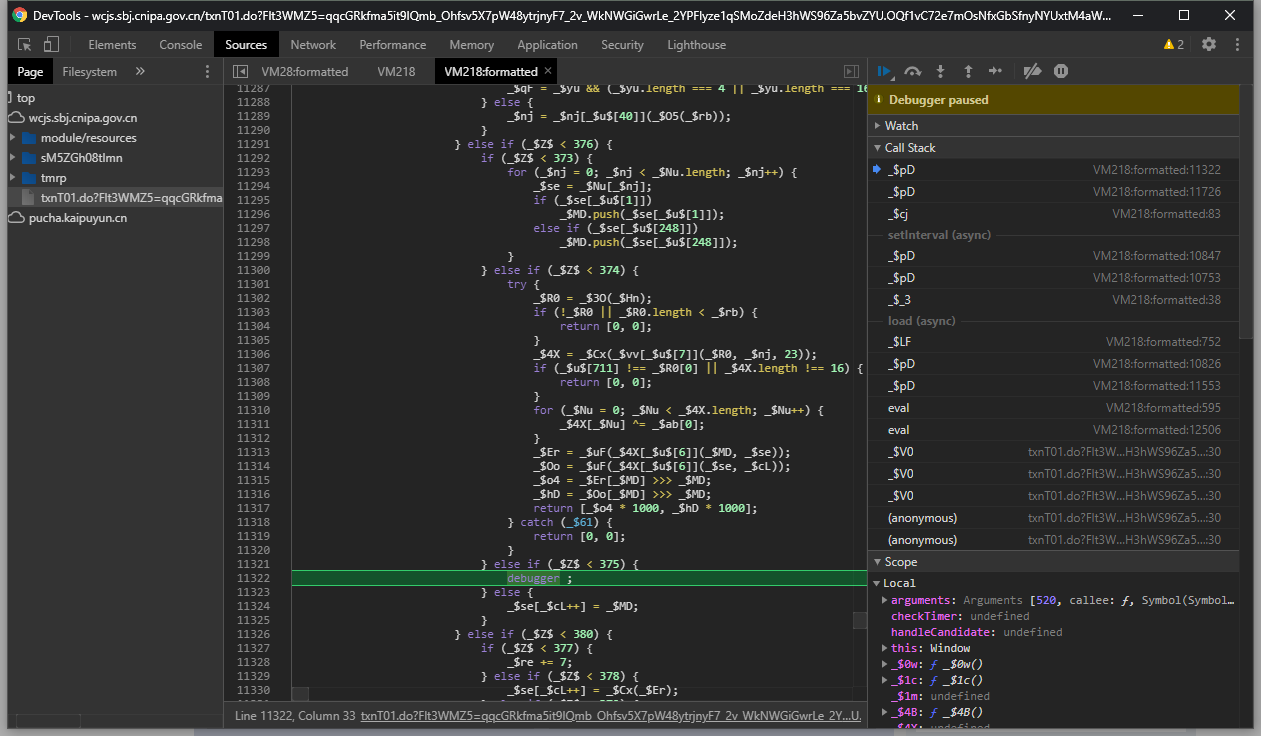 DevTools - wcjs.sbj.cnipa.gov.cn/txnT01.do?FIt3WMZ5=qqcGRkfma5it9IQmb_Ohfsv5X7pW48ytrjnyF7_2v_WkNWGiGwrLe_2YPFIyze1qSMoZdeH3hWS96Za5bvZYU.OQf1vC72e7mOsNfxGbSfnyNYUxtM4aW...
Elements Console Sources Network Performance Memory Application Security Lighthouse 2
Page Filesystem » VM28:formatted VM218 VM218:formatted ×
top
wcjs.sbj.cnipa.gov.cn
module/resources
sM5ZGh08tImn
tmrp
txnT01.do?FIt3WMZ5=qqcGRkfma
pucha.kaipuyun.cn
11287 _$qF = _$yu && (_$yu.length === 4 || _$yu.length === 16
11288 } else {
11289 _$nj = _$nj[_$u$[40]](_$O5(_$rb));
11290 }
11291 } else if (_$Z$ < 376) {
11292 if (_$Z$ < 373) {
11293 for (_$nj = 0; _$nj < _$Nu.length; _$nj++) {
11294 _$se = _$Nu[_$nj];
11295 if (_$se[_$u$[1]])
11296 _$MD.push(_$se[_$u$[1]]);
11297 else if (_$se[_$u$[248]])
11298 _$MD.push(_$se[_$u$[248]]);
11299 }
11300 } else if (_$Z$ < 374) {
11301 try {
11302 _$R0 = _$3O(_$Hn);
11303 if (!_$R0 || _$R0.length < _$rb) {
11304 return [0, 0];
11305 }
11306 _$4X = _$Cx(_$vv[_$u$[7]](_$R0, _$nj, 23));
11307 if (_$u$[711] !== _$R0[0] || _$4X.length !== 16) {
11308 return [0, 0];
11309 }
11310 for (_$Nu = 0; _$Nu < _$4X.length; _$Nu++) {
11311 _$4X[_$Nu] ^= _$ab[0];
11312 }
11313 _$Er = _$uF(_$4X[_$u$[6]](_$MD, _$se));
11314 _$Oo = _$uF(_$4X[_$u$[6]](_$se, _$cL));
11315 _$o4 = _$Er[_$MD] >>> _$MD;
11316 _$hD = _$Oo[_$MD] >>> _$MD;
11317 return [_$o4 * 1000, _$hD * 1000];
11318 } catch (_$61) {
11319 return [0, 0];
11320 }
11321 } else if (_$Z$ < 375) {
11322 debugger ;
11323 } else {
11324 _$se[_$cL++] = _$MD;
11325 }
11326 } else if (_$Z$ < 380) {
11327 if (_$Z$ < 377) {
11328 _$re += 7;
11329 } else if (_$Z$ < 378) {
11330 _$se[_$cL++] = _$Cx(_$Er);
Line 11322, Column 33 txnT01.do?FIt3WMZ5=qqcGRkfma5it9IQmb_Ohfsv5X7pW48ytrjnyF7_2v_WkNWGiGwrLe_2Y...U.
Debugger paused
Watch
Call Stack
_$pD VM218:formatted:11322
_$pD VM218:formatted:11726
_$cj VM218:formatted:83
setInterval (async)
_$pD VM218:formatted:10847
_$pD VM218:formatted:10753
_$_3 VM218:formatted:38
load (async)
_$LF VM218:formatted:752
_$pD VM218:formatted:10826
_$pD VM218:formatted:11553
eval VM218:formatted:595
eval VM218:formatted:12506
_$V0 txnT01.do?FIt3W...H3hWS96Za5...:30
_$V0 txnT01.do?FIt3W...H3hWS96Za5...:30
_$V0 txnT01.do?FIt3W...H3hWS96Za5...:30
(anonymous) txnT01.do?FIt3W...H3hWS96Za5...:30
(anonymous) txnT01.do?FIt3W...H3hWS96Za5...:30
Scope
Local
arguments: Arguments [520, callee: ƒ, Symbol(Symbol…
checkTimer: undefined
handleCandidate: undefined
this: Window
_$0w: ƒ _$0w()
_$1c: ƒ _$1c()
_$1m: undefined
_$4B: ƒ _$4B()
_$4X: undefined